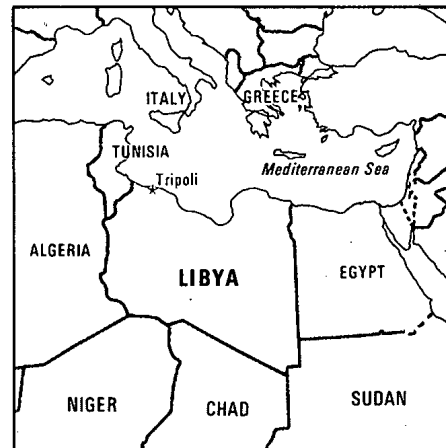 ITALY
GREECE
TUNISIA
Mediterranean Sea
Tripoli
ALGERIA
LIBYA
EGYPT
NIGER
CHAD
SUDAN